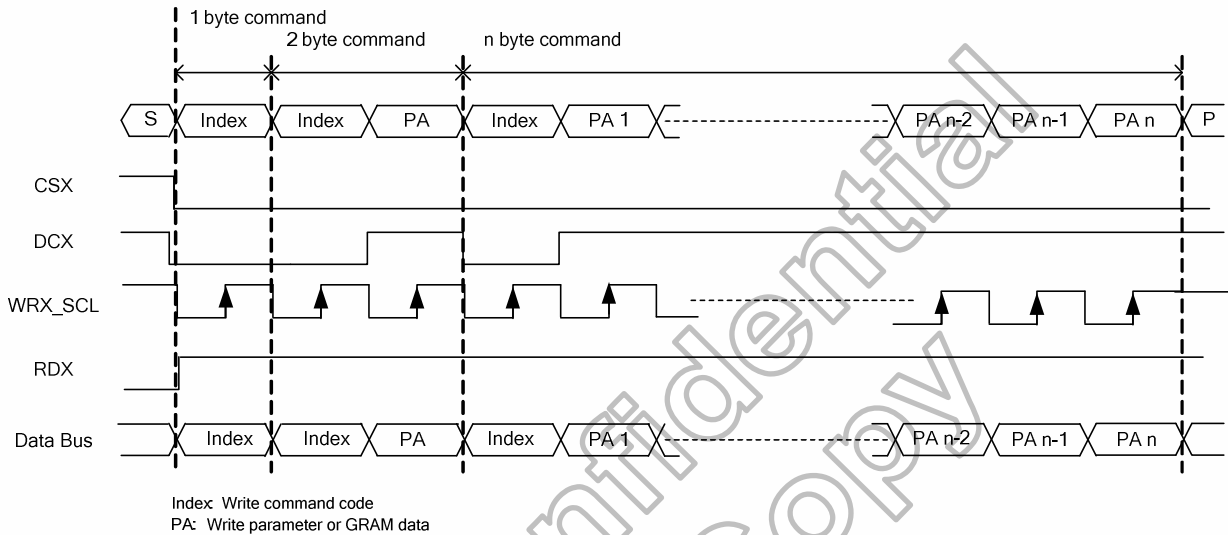 1 byte command
2 byte command
n byte command
S Index Index PA Index PA 1 PA n-2 PA n-1 PA n P
CSX
DCX
WRX_SCL
RDX
Data Bus Index Index PA Index PA 1 PA n-2 PA n-1 PA n
Index: Write command code
PA: Write parameter or GRAM data
nfidential
Copy